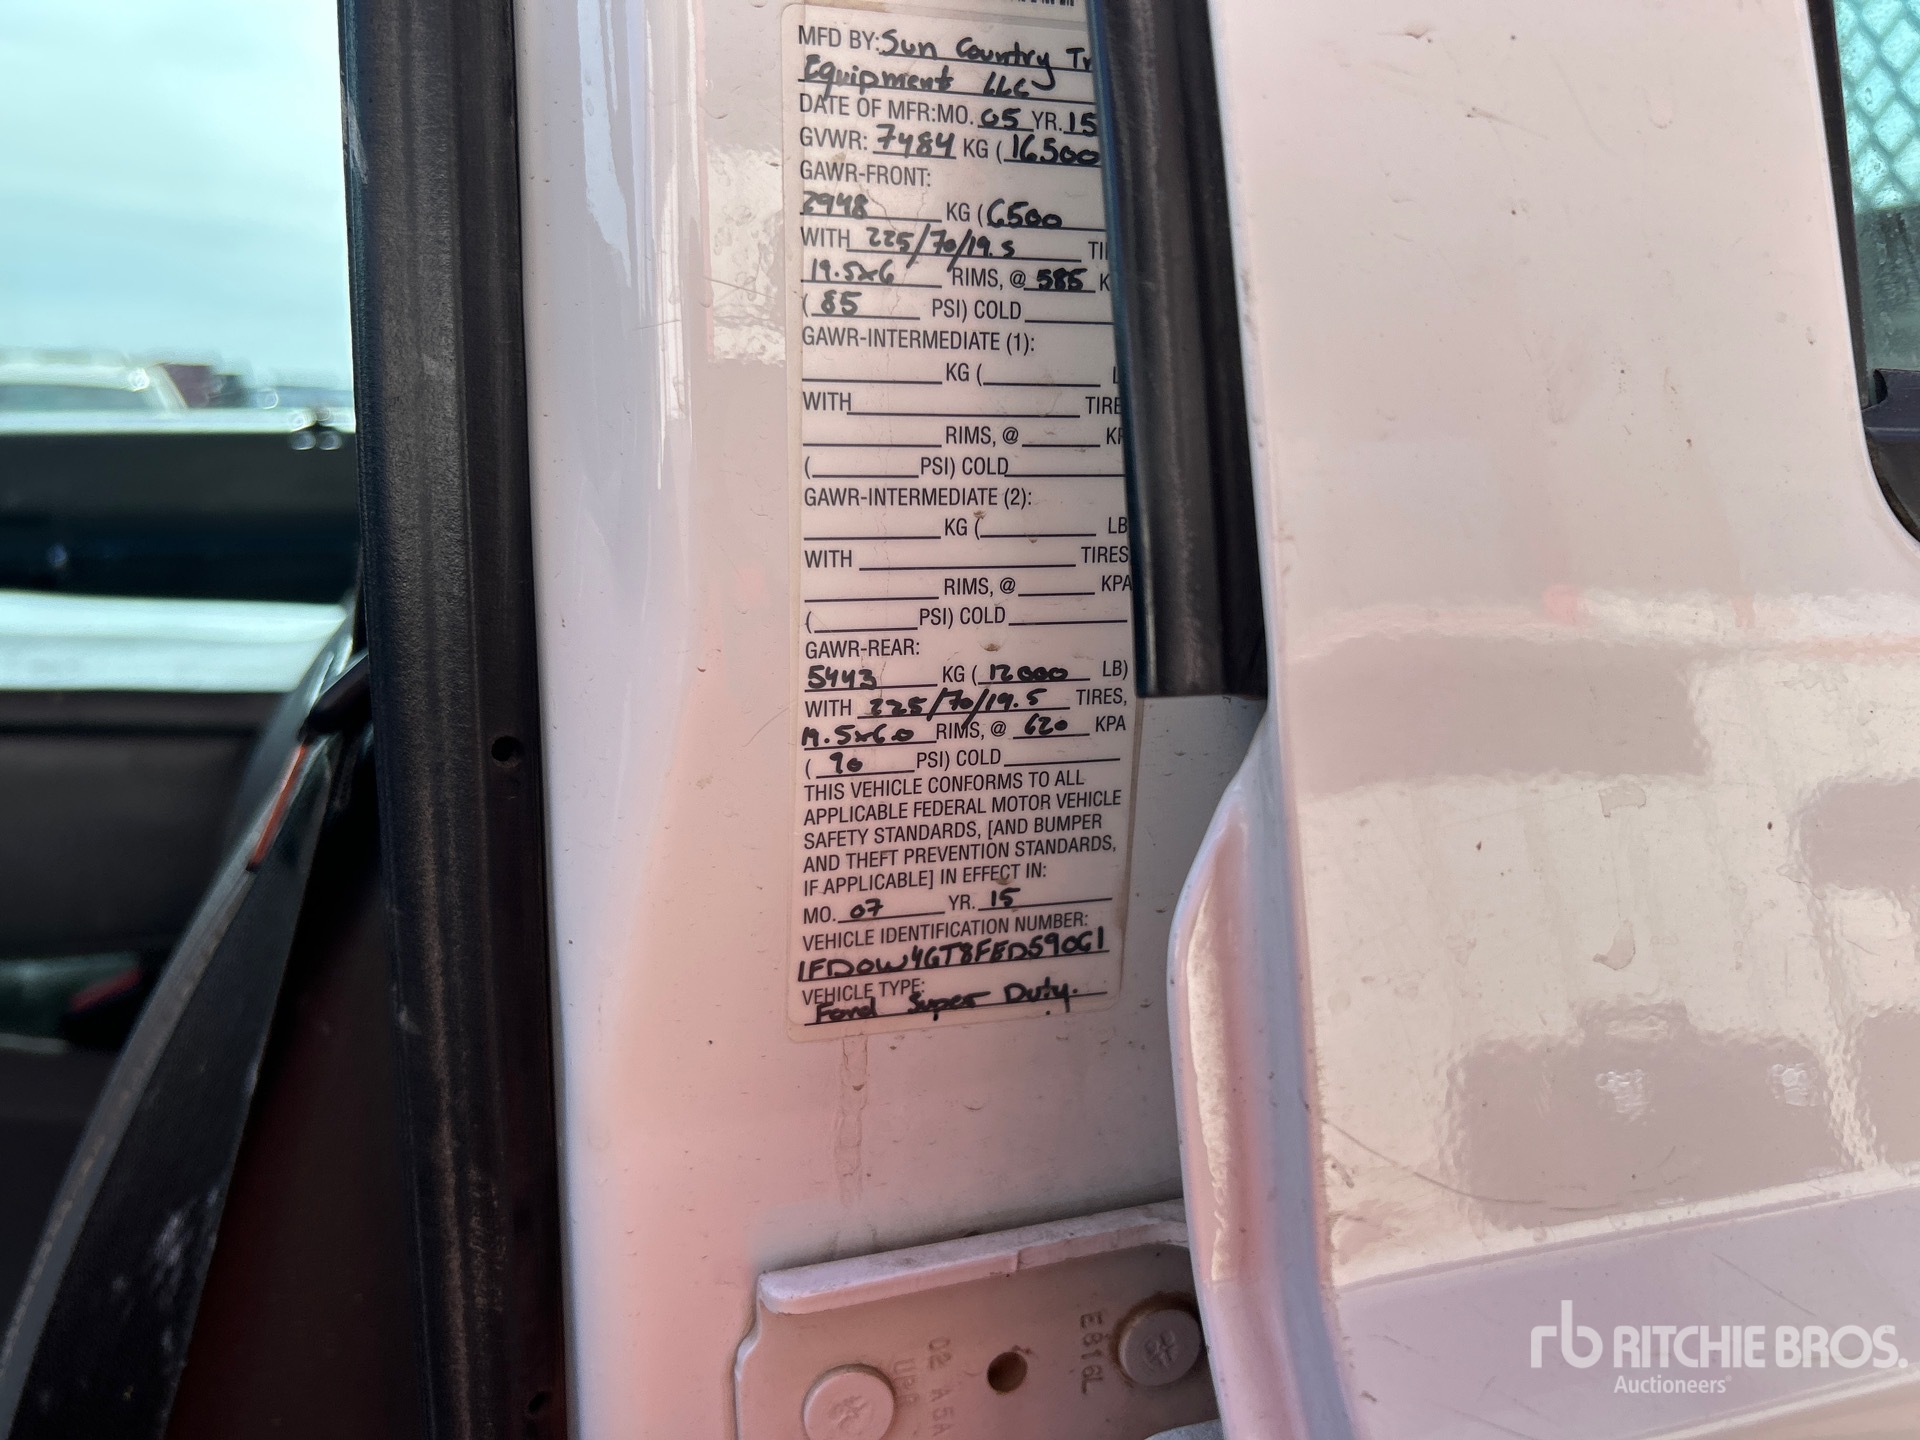 MFD BY: Sun Country Tr
Equipment LLC
DATE OF MFR: MO. 05 YR. 15
GVWR: 7484 KG (16500
GAWR-FRONT:
2948 KG (6500
WITH 225/70/19.5 TI
19.5x6 RIMS, @ 585 K
(85 PSI) COLD
GAWR-INTERMEDIATE (1):
KG ( L
WITH TIRE
RIMS, @ KP
( PSI) COLD
GAWR-INTERMEDIATE (2):
KG ( LB
WITH TIRES
RIMS, @ KPA
( PSI) COLD
GAWR-REAR:
5443 KG (12000 LB)
WITH 225/70/19.5 TIRES,
19.5x6.0 RIMS, @ 620 KPA
(90 PSI) COLD
THIS VEHICLE CONFORMS TO ALL
APPLICABLE FEDERAL MOTOR VEHICLE
SAFETY STANDARDS, [AND BUMPER
AND THEFT PREVENTION STANDARDS,
IF APPLICABLE] IN EFFECT IN:
MO. 07 YR. 15
VEHICLE IDENTIFICATION NUMBER:
1FD0W4GT8FED59061
VEHICLE TYPE:
Ford Super Duty.
E816L
02 A 5A
rb RITCHIE BROS.
Auctioneers